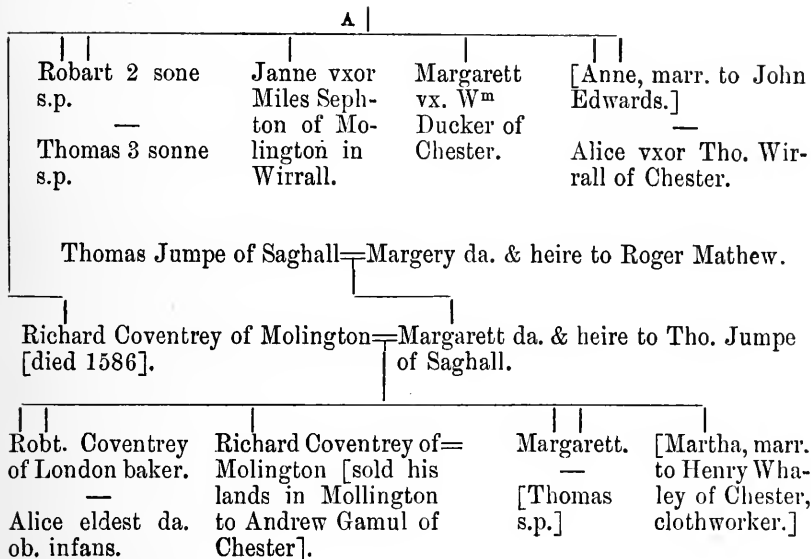 A
Robart 2 sone
s.p.
—
Thomas 3 sonne
s.p.
Janne vxor
Miles Seph-
ton of Mo-
lington in
Wirrall.
Margarett
vx. Wm
Ducker of
Chester.
[Anne, marr. to John
Edwards.]
—
Alice vxor Tho. Wir-
rall of Chester.
Thomas Jumpe of Saghall=Margery da. & heire to Roger Mathew.
Richard Coventrey of Molington=Margarett da. & heire to Tho. Jumpe
[died 1586].
of Saghall.
Robt. Coventrey
of London baker.
—
Alice eldest da.
ob. infans.
Richard Coventrey of=
Molington [sold his
lands in Mollington
to Andrew Gamul of
Chester].
Margarett.
—
[Thomas
s.p.]
[Martha, marr.
to Henry Wha-
ley of Chester,
clothworker.]